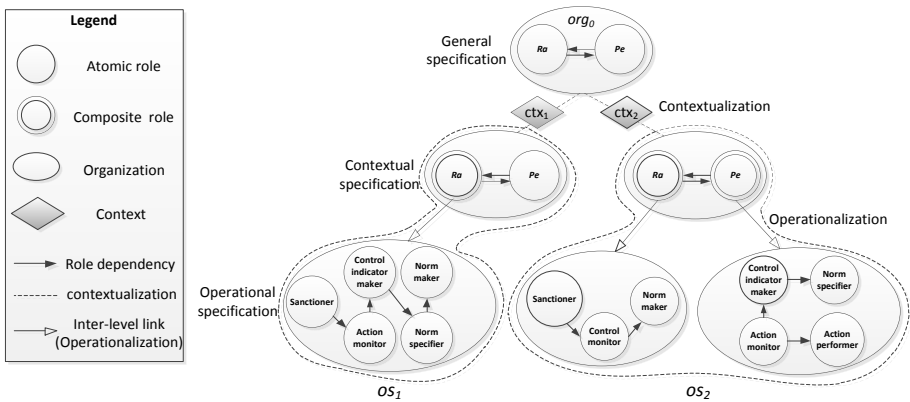 Legend
Atomic role
Composite role
Organization
Context
Role dependency
contextualization
Inter-level link
(Operationalization)
General
specification
org0
Ra
Pe
ctx1
ctx2
Contextualization
Contextual
specification
Ra
Pe
Ra
Pe
Operationalization
Operational
specification
Sanctioner
Control
indicator
maker
Norm
maker
Action
monitor
Norm
specifier
Sanctioner
Control
monitor
Norm
maker
Control
indicator
maker
Norm
specifier
Action
monitor
Action
performer
os1
os2